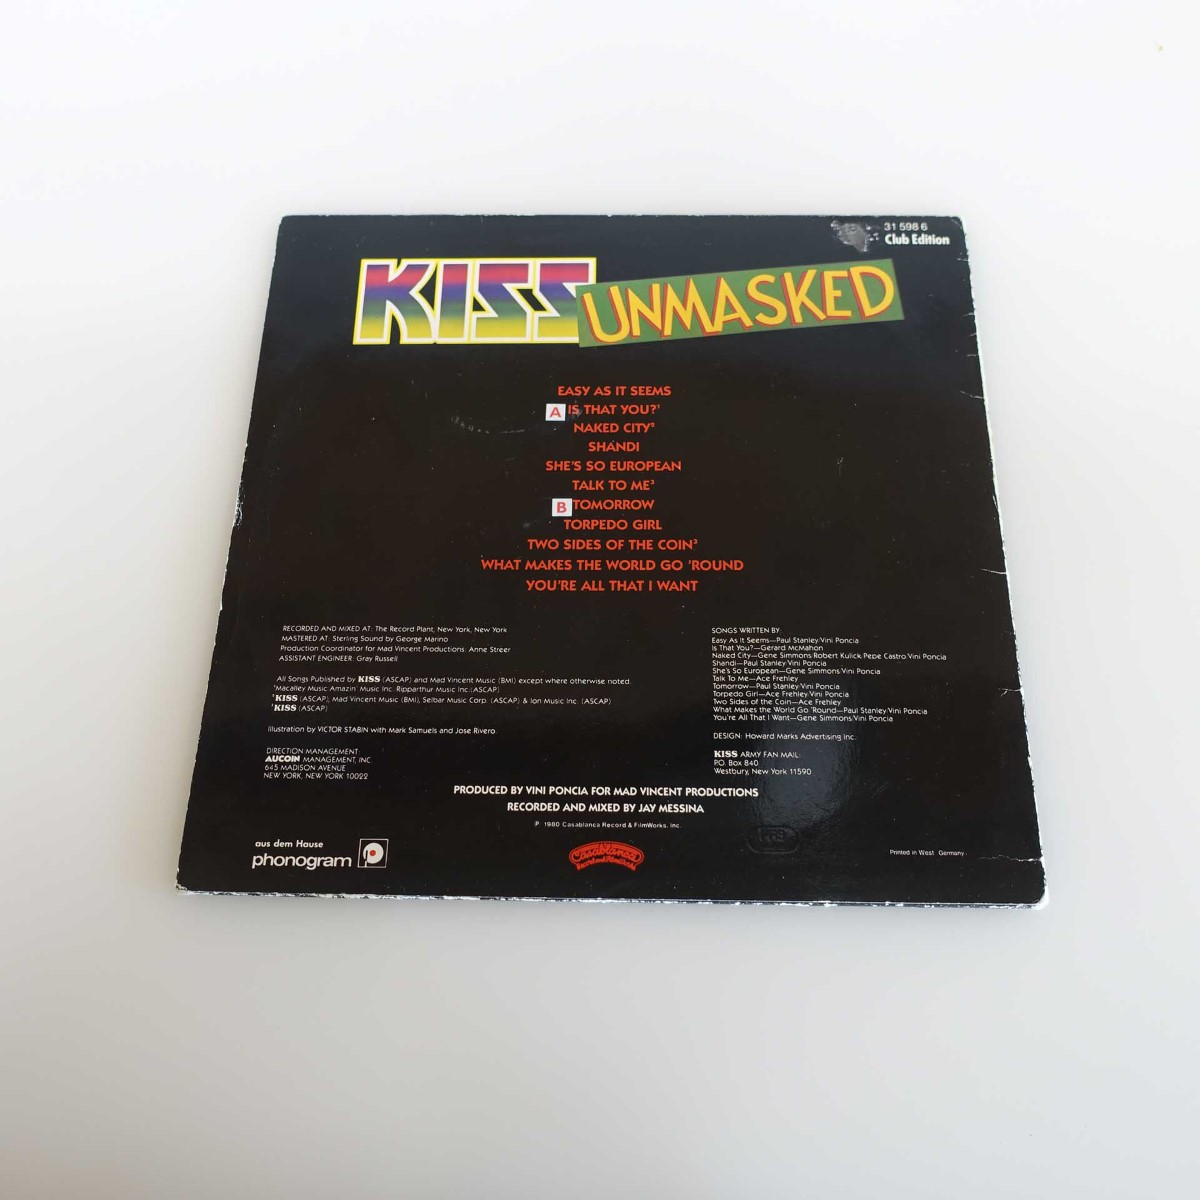 31 598 6
Club Edition
KISS UNMASKED
EASY AS IT SEEMS
A IS THAT YOU?¹
NAKED CITY²
SHANDI
SHE'S SO EUROPEAN
TALK TO ME³
B TOMORROW
TORPEDO GIRL
TWO SIDES OF THE COIN³
WHAT MAKES THE WORLD GO 'ROUND
YOU'RE ALL THAT I WANT
RECORDED AND MIXED AT: The Record Plant, New York, New York
MASTERED AT: Sterling Sound by George Marino
Production Coordinator for Mad Vincent Productions: Anne Streer
ASSISTANT ENGINEER: Gray Russell
All Songs Published by KISS (ASCAP) and Mad Vincent Music (BMI) except where otherwise noted.
¹Macalley Music Amazin' Music Inc. Ripparthur Music Inc. (ASCAP)
²KISS (ASCAP), Mad Vincent Music (BMI), Selbar Music Corp. (ASCAP) & Ion Music Inc. (ASCAP)
³KISS (ASCAP)
Illustration by VICTOR STABIN with Mark Samuels and Jose Rivero.
DIRECTION MANAGEMENT:
AUCOIN MANAGEMENT, INC.
645 MADISON AVENUE
NEW YORK, NEW YORK 10022
SONGS WRITTEN BY:
Easy As It Seems—Paul Stanley/Vini Poncia
Is That You?—Gerard McMahon
Naked City—Gene Simmons/Robert Kulick/Pepe Castro/Vini Poncia
Shandi—Paul Stanley/Vini Poncia
She's So European—Gene Simmons/Vini Poncia
Talk To Me—Ace Frehley
Tomorrow—Paul Stanley/Vini Poncia
Torpedo Girl—Ace Frehley/Vini Poncia
Two Sides of the Coin—Ace Frehley
What Makes the World Go 'Round—Paul Stanley/Vini Poncia
You're All That I Want—Gene Simmons/Vini Poncia
DESIGN: Howard Marks Advertising Inc.
KISS ARMY FAN MAIL:
P.O. Box 840
Westbury, New York 11590
PRODUCED BY VINI PONCIA FOR MAD VINCENT PRODUCTIONS
RECORDED AND MIXED BY JAY MESSINA
℗ 1980 Casablanca Record & FilmWorks, Inc.
aus dem Hause
phonogram
Casablanca
Record and FilmWorks
Printed in West Germany